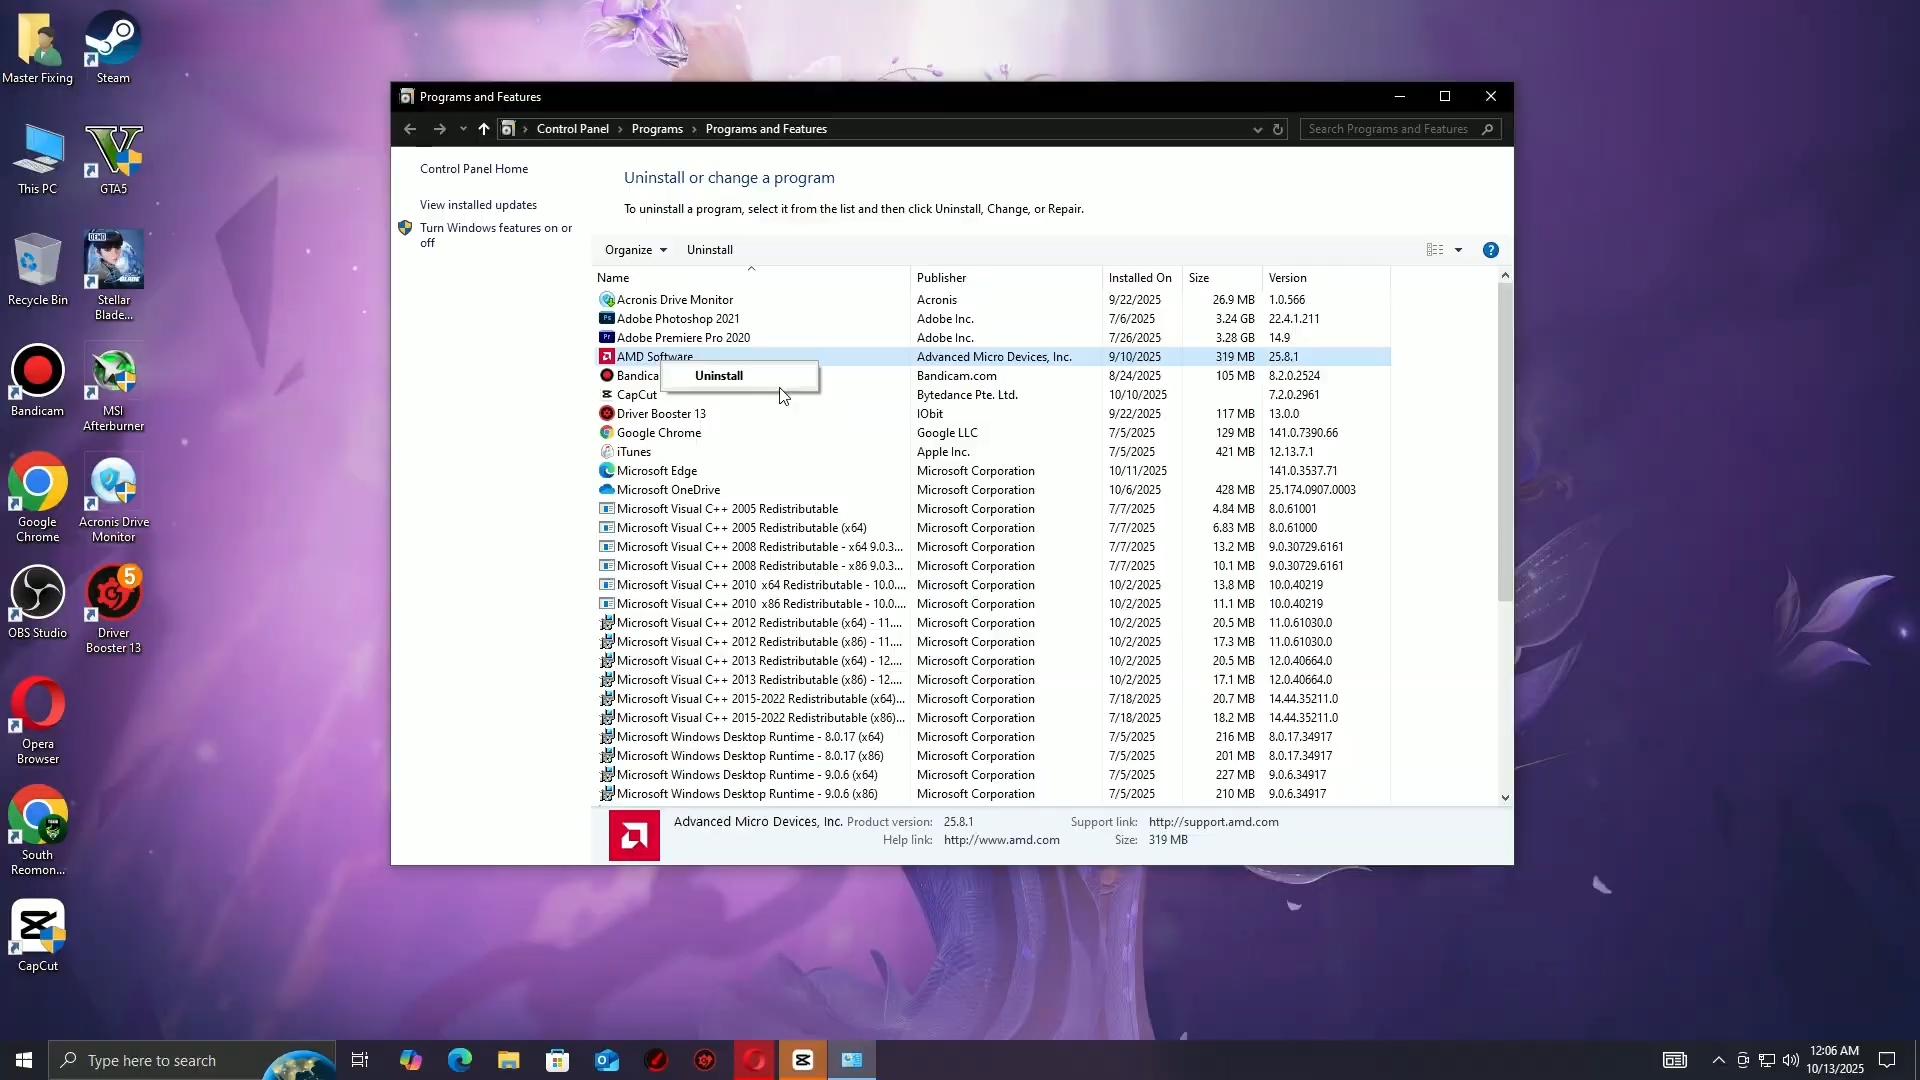 Master Fixing
Steam
This PC
GTA5
Recycle Bin
DEMO
Stellar
Blade...
Bandicam
MSI
Afterburner
Google
Chrome
Acronis Drive
Monitor
OBS Studio
5
Driver
Booster 13
Opera
Browser
South
Reomon...
CapCut
Programs and Features
Control Panel
Programs
Programs and Features
Search Programs and Features
Control Panel Home
View installed updates
Turn Windows features on or
off
Uninstall or change a program
To uninstall a program, select it from the list and then click Uninstall, Change, or Repair.
Organize
Uninstall
?
Name Publisher Installed On Size Version
Acronis Drive Monitor Acronis 9/22/2025 26.9 MB 1.0.566
Ps Adobe Photoshop 2021 Adobe Inc. 7/6/2025 3.24 GB 22.4.1.211
Pr Adobe Premiere Pro 2020 Adobe Inc. 7/26/2025 3.28 GB 14.9
AMD Software Advanced Micro Devices, Inc. 9/10/2025 319 MB 25.8.1
Bandica Uninstall Bandicam.com 8/24/2025 105 MB 8.2.0.2524
CapCut Bytedance Pte. Ltd. 10/10/2025 7.2.0.2961
Driver Booster 13 IObit 9/22/2025 117 MB 13.0.0
Google Chrome Google LLC 7/5/2025 129 MB 141.0.7390.66
iTunes Apple Inc. 7/5/2025 421 MB 12.13.7.1
Microsoft Edge Microsoft Corporation 10/11/2025 141.0.3537.71
Microsoft OneDrive Microsoft Corporation 10/6/2025 428 MB 25.174.0907.0003
Microsoft Visual C++ 2005 Redistributable Microsoft Corporation 7/7/2025 4.84 MB 8.0.61001
Microsoft Visual C++ 2005 Redistributable (x64) Microsoft Corporation 7/7/2025 6.83 MB 8.0.61000
Microsoft Visual C++ 2008 Redistributable - x64 9.0.3... Microsoft Corporation 7/7/2025 13.2 MB 9.0.30729.6161
Microsoft Visual C++ 2008 Redistributable - x86 9.0.3... Microsoft Corporation 7/7/2025 10.1 MB 9.0.30729.6161
Microsoft Visual C++ 2010 x64 Redistributable - 10.0.... Microsoft Corporation 10/2/2025 13.8 MB 10.0.40219
Microsoft Visual C++ 2010 x86 Redistributable - 10.0.... Microsoft Corporation 10/2/2025 11.1 MB 10.0.40219
Microsoft Visual C++ 2012 Redistributable (x64) - 11.... Microsoft Corporation 10/2/2025 20.5 MB 11.0.61030.0
Microsoft Visual C++ 2012 Redistributable (x86) - 11.... Microsoft Corporation 10/2/2025 17.3 MB 11.0.61030.0
Microsoft Visual C++ 2013 Redistributable (x64) - 12.... Microsoft Corporation 10/2/2025 20.5 MB 12.0.40664.0
Microsoft Visual C++ 2013 Redistributable (x86) - 12.... Microsoft Corporation 10/2/2025 17.1 MB 12.0.40664.0
Microsoft Visual C++ 2015-2022 Redistributable (x64)... Microsoft Corporation 7/18/2025 20.7 MB 14.44.35211.0
Microsoft Visual C++ 2015-2022 Redistributable (x86)... Microsoft Corporation 7/18/2025 18.2 MB 14.44.35211.0
Microsoft Windows Desktop Runtime - 8.0.17 (x64) Microsoft Corporation 7/5/2025 216 MB 8.0.17.34917
Microsoft Windows Desktop Runtime - 8.0.17 (x86) Microsoft Corporation 7/5/2025 201 MB 8.0.17.34917
Microsoft Windows Desktop Runtime - 9.0.6 (x64) Microsoft Corporation 7/5/2025 227 MB 9.0.6.34917
Microsoft Windows Desktop Runtime - 9.0.6 (x86) Microsoft Corporation 7/5/2025 210 MB 9.0.6.34917
Advanced Micro Devices, Inc. Product version: 25.8.1 Support link: http://support.amd.com
Help link: http://www.amd.com Size: 319 MB
Type here to search
12:06 AM
10/13/2025